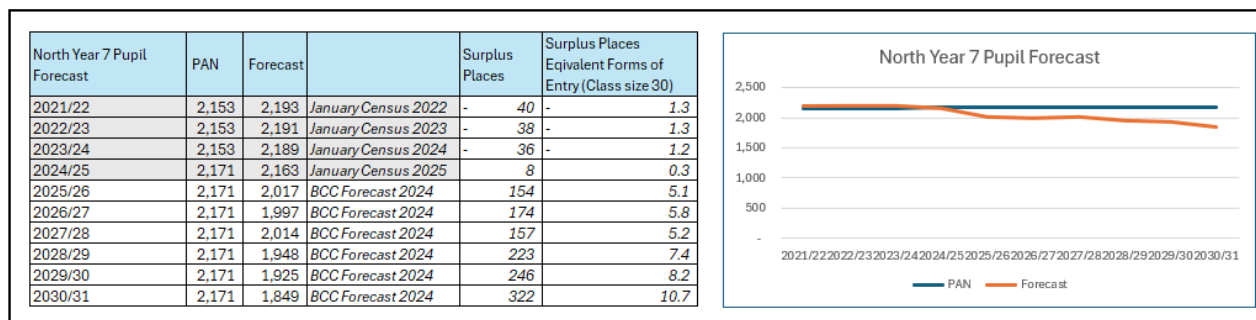 North Year 7 Pupil Forecast PAN Forecast Surplus Places Surplus Places Eqivalent Forms of Entry (Class size 30)
2021/22 2,153 2,193 January Census 2022 - 40 - 1.3
2022/23 2,153 2,191 January Census 2023 - 38 - 1.3
2023/24 2,153 2,189 January Census 2024 - 36 - 1.2
2024/25 2,171 2,163 January Census 2025 8 0.3
2025/26 2,171 2,017 BCC Forecast 2024 154 5.1
2026/27 2,171 1,997 BCC Forecast 2024 174 5.8
2027/28 2,171 2,014 BCC Forecast 2024 157 5.2
2028/29 2,171 1,948 BCC Forecast 2024 223 7.4
2029/30 2,171 1,925 BCC Forecast 2024 246 8.2
2030/31 2,171 1,849 BCC Forecast 2024 322 10.7
North Year 7 Pupil Forecast
2,500
2,000
1,500
1,000
500
-
2021/22 2022/23 2023/24 2024/25 2025/26 2026/27 2027/28 2028/29 2029/30 2030/31
PAN Forecast